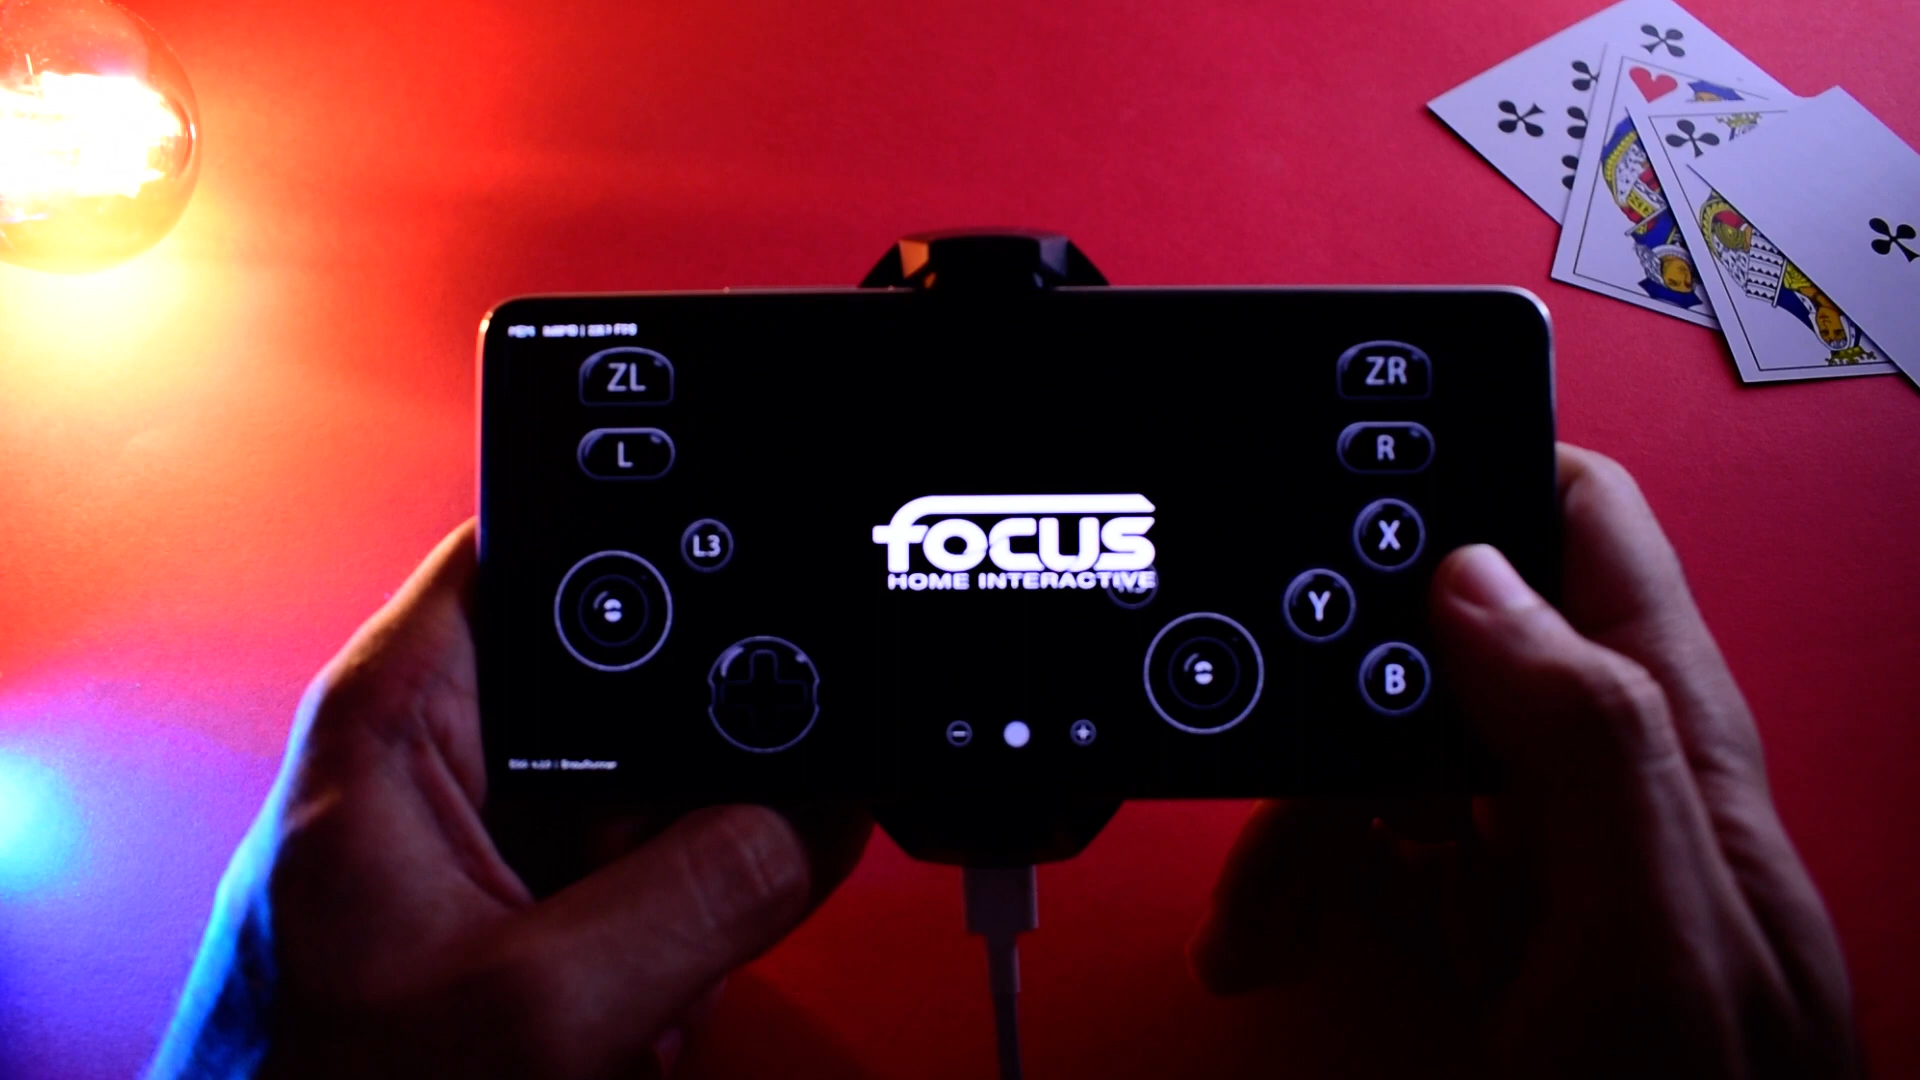 ZL
ZR
L
R
L3
X
focus
HOME INTERACTIVE
Y
B